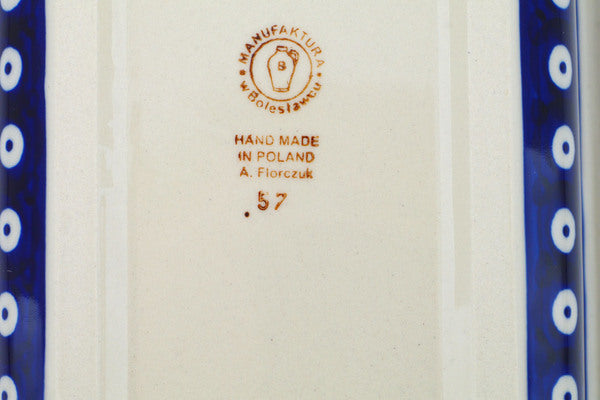 MANUFAKTURA
w Bolesławcu
B
HAND MADE
IN POLAND
A. Florczuk
.57